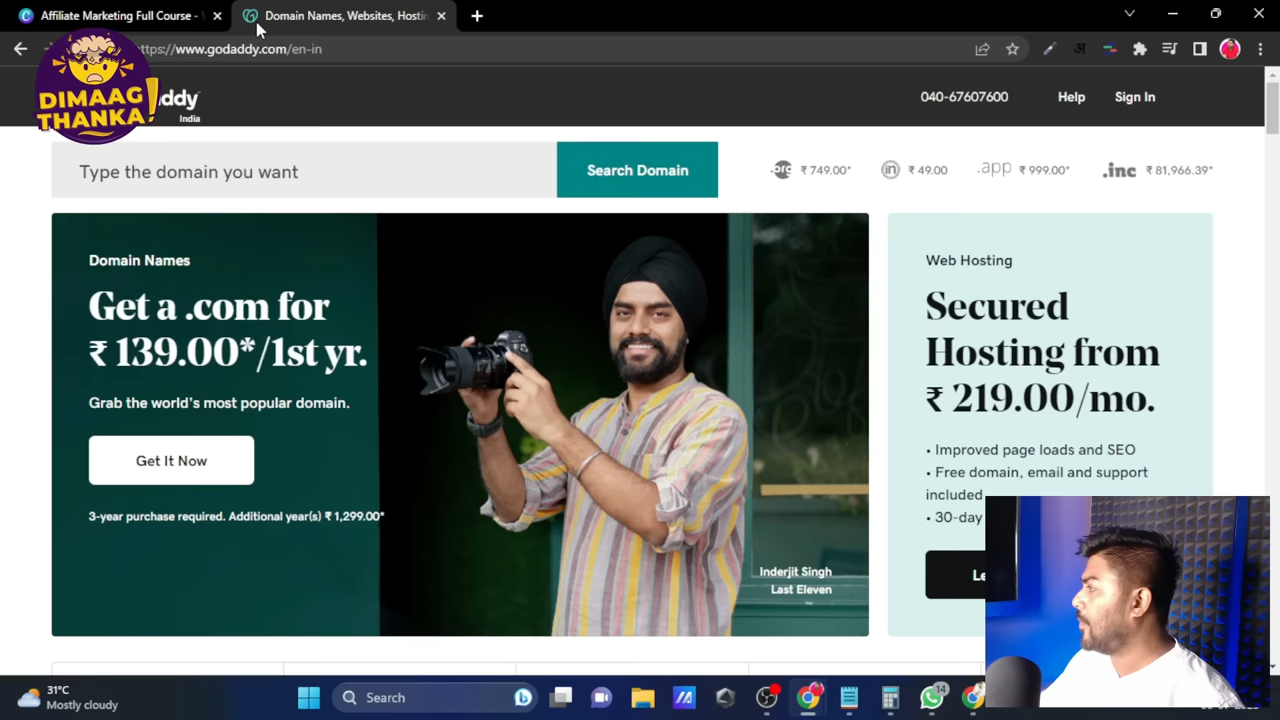 Affiliate Marketing Full Course -
Domain Names, Websites, Hostin
https://www.godaddy.com/en-in
DIMAAG
THANKA!
India
040-67607600
Help
Sign In
Type the domain you want
Search Domain
.org ₹ 749.00*
in ₹ 49.00
.app ₹ 999.00*
.inc ₹ 81,966.39*
Domain Names
Get a .com for
₹ 139.00*/1st yr.
Grab the world's most popular domain.
Get It Now
3-year purchase required. Additional year(s) ₹ 1,299.00*
Inderjit Singh
Last Eleven
Web Hosting
Secured
Hosting from
₹ 219.00/mo.
• Improved page loads and SEO
• Free domain, email and support
included
• 30-day
31°C
Mostly cloudy
Search
14